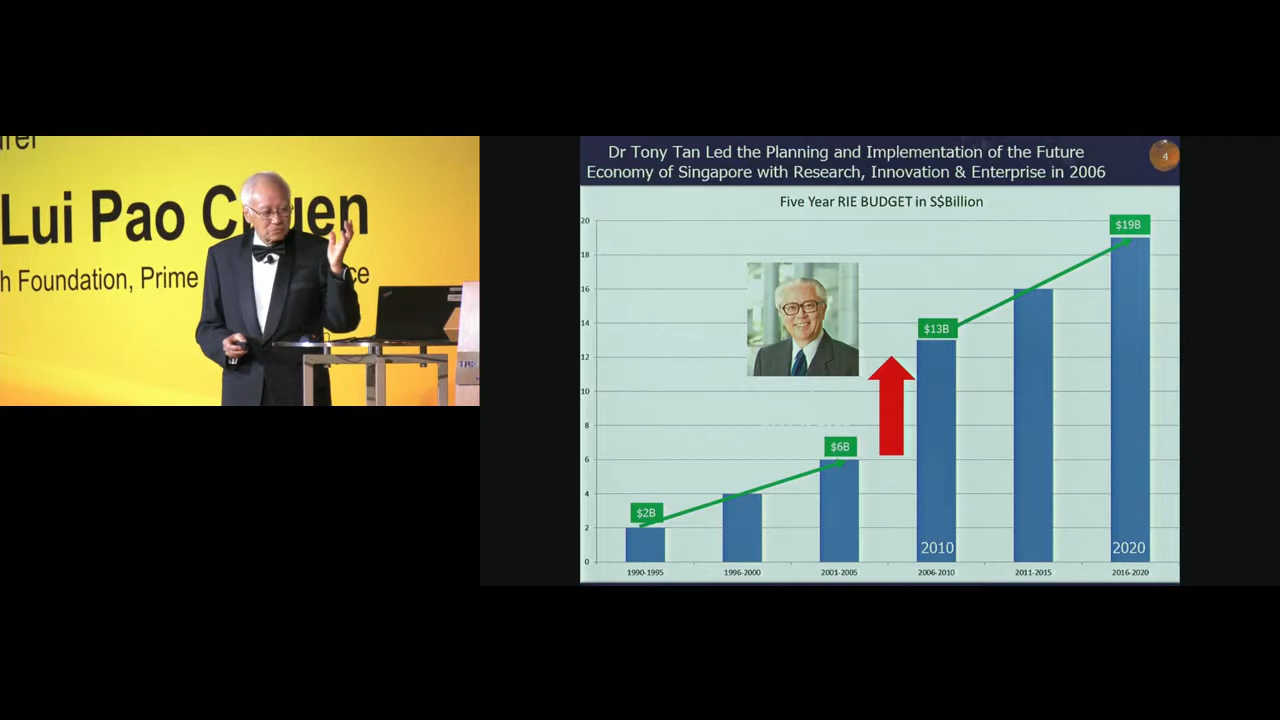 Lui Pao C uen
h Foundation, Prime
ce
Dr Tony Tan Led the Planning and Implementation of the Future
Economy of Singapore with Research, Innovation & Enterprise in 2006
4
Five Year RIE BUDGET in S$Billion
20
18
16
14
12
10
8
6
4
2
0
$2B
$6B
$13B
$19B
2010
2020
1990-1995
1996-2000
2001-2005
2006-2010
2011-2015
2016-2020